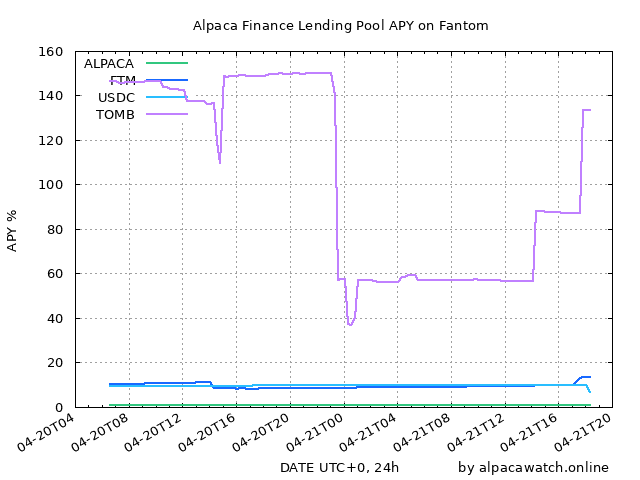 Alpaca Finance Lending Pool APY on Fantom
160
140
120
100
80
60
40
20
0
APY %
ALPACA
FTM
USDC
TOMB
04-20T04
04-20T08
04-20T12
04-20T16
04-20T20
04-21T00
04-21T04
04-21T08
04-21T12
04-21T16
04-21T20
DATE UTC+0, 24h by alpacawatch.online